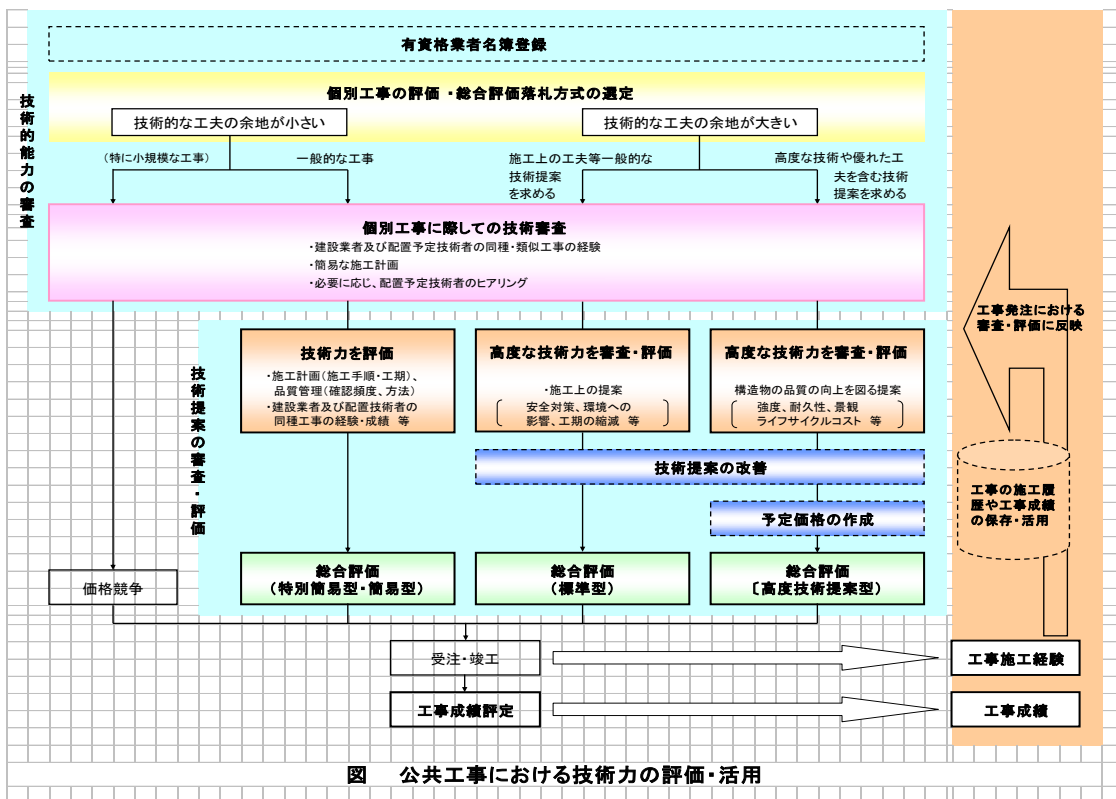 有資格業者名簿登録
個別工事の評価・総合評価落札方式の選定
技術的な工夫の余地が小さい
技術的な工夫の余地が大きい
技術的能力の審査
(特に小規模な工事)
一般的な工事
施工上の工夫等一般的な
技術提案
を求める
高度な技術や優れた工
夫を含む技術
提案を求める
個別工事に際しての技術審査
・建設業者及び配置予定技術者の同種・類似工事の経験
・簡易な施工計画
・必要に応じ、配置予定技術者のヒアリング
工事発注における
審査・評価に反映
技術提案の審査・評価
技術力を評価
・施工計画(施工手順・工期)、
品質管理(確認頻度、方法)
・建設業者及び配置技術者の
同種工事の経験・成績 等
高度な技術力を審査・評価
・施工上の提案
安全対策、環境への
影響、工期の縮減 等
高度な技術力を審査・評価
構造物の品質の向上を図る提案
強度、耐久性、景観
ライフサイクルコスト 等
技術提案の改善
予定価格の作成
工事の施工履
歴や工事成績
の保存・活用
価格競争
総合評価
(特別簡易型・簡易型)
総合評価
(標準型)
総合評価
〔高度技術提案型)
受注・竣工
工事施工経験
工事成績評定
工事成績
図 公共工事における技術力の評価・活用